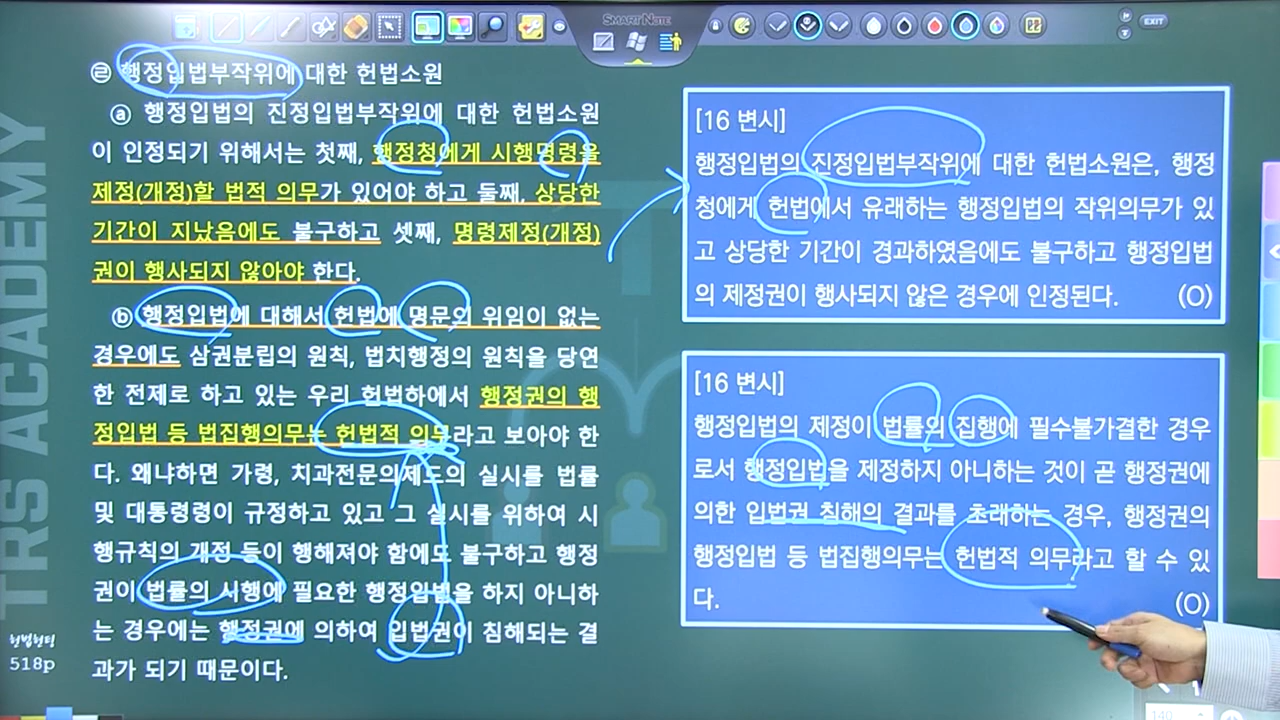 SMART NOTE
EXIT
㉣ 행정입법부작위에 대한 헌법소원
ⓐ 행정입법의 진정입법부작위에 대한 헌법소원
이 인정되기 위해서는 첫째, 행정청에게 시행명령을
제정(개정)할 법적 의무가 있어야 하고 둘째, 상당한
기간이 지났음에도 불구하고 셋째, 명령제정(개정)
권이 행사되지 않아야 한다.
ⓑ 행정입법에 대해서 헌법에 명문의 위임이 없는
경우에도 삼권분립의 원칙, 법치행정의 원칙을 당연
한 전제로 하고 있는 우리 헌법하에서 행정권의 행
정입법 등 법집행의무는 헌법적 의무라고 보아야 한
다. 왜냐하면 가령, 치과전문의제도의 실시를 법률
및 대통령령이 규정하고 있고 그 실시를 위하여 시
행규칙의 개정 등이 행해져야 함에도 불구하고 행정
권이 법률의 시행에 필요한 행정입법을 하지 아니하
는 경우에는 행정권에 의하여 입법권이 침해되는 결
과가 되기 때문이다.
[16 변시]
행정입법의 진정입법부작위에 대한 헌법소원은, 행정
청에게 헌법에서 유래하는 행정입법의 작위의무가 있
고 상당한 기간이 경과하였음에도 불구하고 행정입법
의 제정권이 행사되지 않은 경우에 인정된다. (O)
[16 변시]
행정입법의 제정이 법률의 집행에 필수불가결한 경우
로서 행정입법을 제정하지 아니하는 것이 곧 행정권에
의한 입법권 침해의 결과를 초래하는 경우, 행정권의
행정입법 등 법집행의무는 헌법적 의무라고 할 수 있
다. (O)
TRS ACADEMY
518p
140